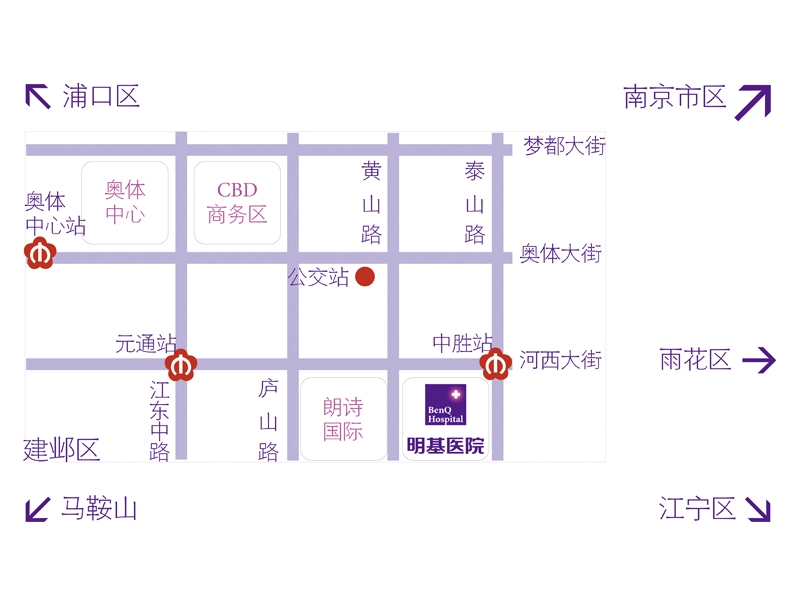 浦口区
南京市区
梦都大街
奥体
中心
CBD
商务区
黄山路
泰山路
奥体
中心站
奥体大街
公交站
元通站
中胜站
河西大街
雨花区
江东中路
庐山路
朗诗
国际
BenQ
Hospital
明基医院
建邺区
马鞍山
江宁区